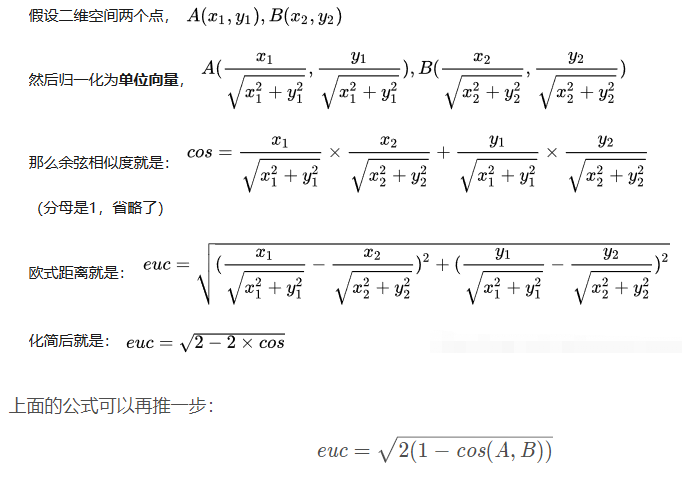 假设二维空间两个点， $A(x_1, y_1), B(x_2, y_2)$
然后归一化为单位向量， $A(\frac{x_1}{\sqrt{x_1^2+y_1^2}}, \frac{y_1}{\sqrt{x_1^2+y_1^2}}), B(\frac{x_2}{\sqrt{x_2^2+y_2^2}}, \frac{y_2}{\sqrt{x_2^2+y_2^2}})$
那么余弦相似度就是： $cos = \frac{x_1}{\sqrt{x_1^2+y_1^2}} \times \frac{x_2}{\sqrt{x_2^2+y_2^2}} + \frac{y_1}{\sqrt{x_1^2+y_1^2}} \times \frac{y_2}{\sqrt{x_2^2+y_2^2}}$
（分母是1，省略了）
欧式距离就是： $euc = \sqrt{(\frac{x_1}{\sqrt{x_1^2+y_1^2}} - \frac{x_2}{\sqrt{x_2^2+y_2^2}})^2 + (\frac{y_1}{\sqrt{x_1^2+y_1^2}} - \frac{y_2}{\sqrt{x_2^2+y_2^2}})^2}$
化简后就是： $euc = \sqrt{2 - 2 \times cos}$
上面的公式可以再推一步：
$euc = \sqrt{2(1 - cos(A, B))}$